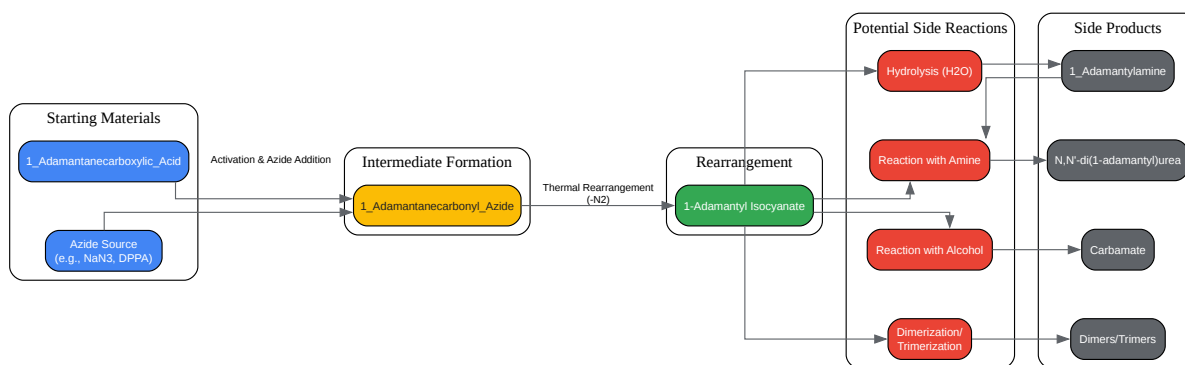 Starting Materials
1_Adamantanecarboxylic_Acid
Azide Source
(e.g., NaN3, DPPA)
Activation & Azide Addition
Intermediate Formation
1_Adamantanecarbonyl_Azide
Thermal Rearrangement
(-N2)
Rearrangement
1-Adamantyl Isocyanate
Potential Side Reactions
Hydrolysis (H2O)
Reaction with Amine
Reaction with Alcohol
Dimerization/
Trimerization
Side Products
1_Adamantylamine
N,N'-di(1-adamantyl)urea
Carbamate
Dimers/Trimers